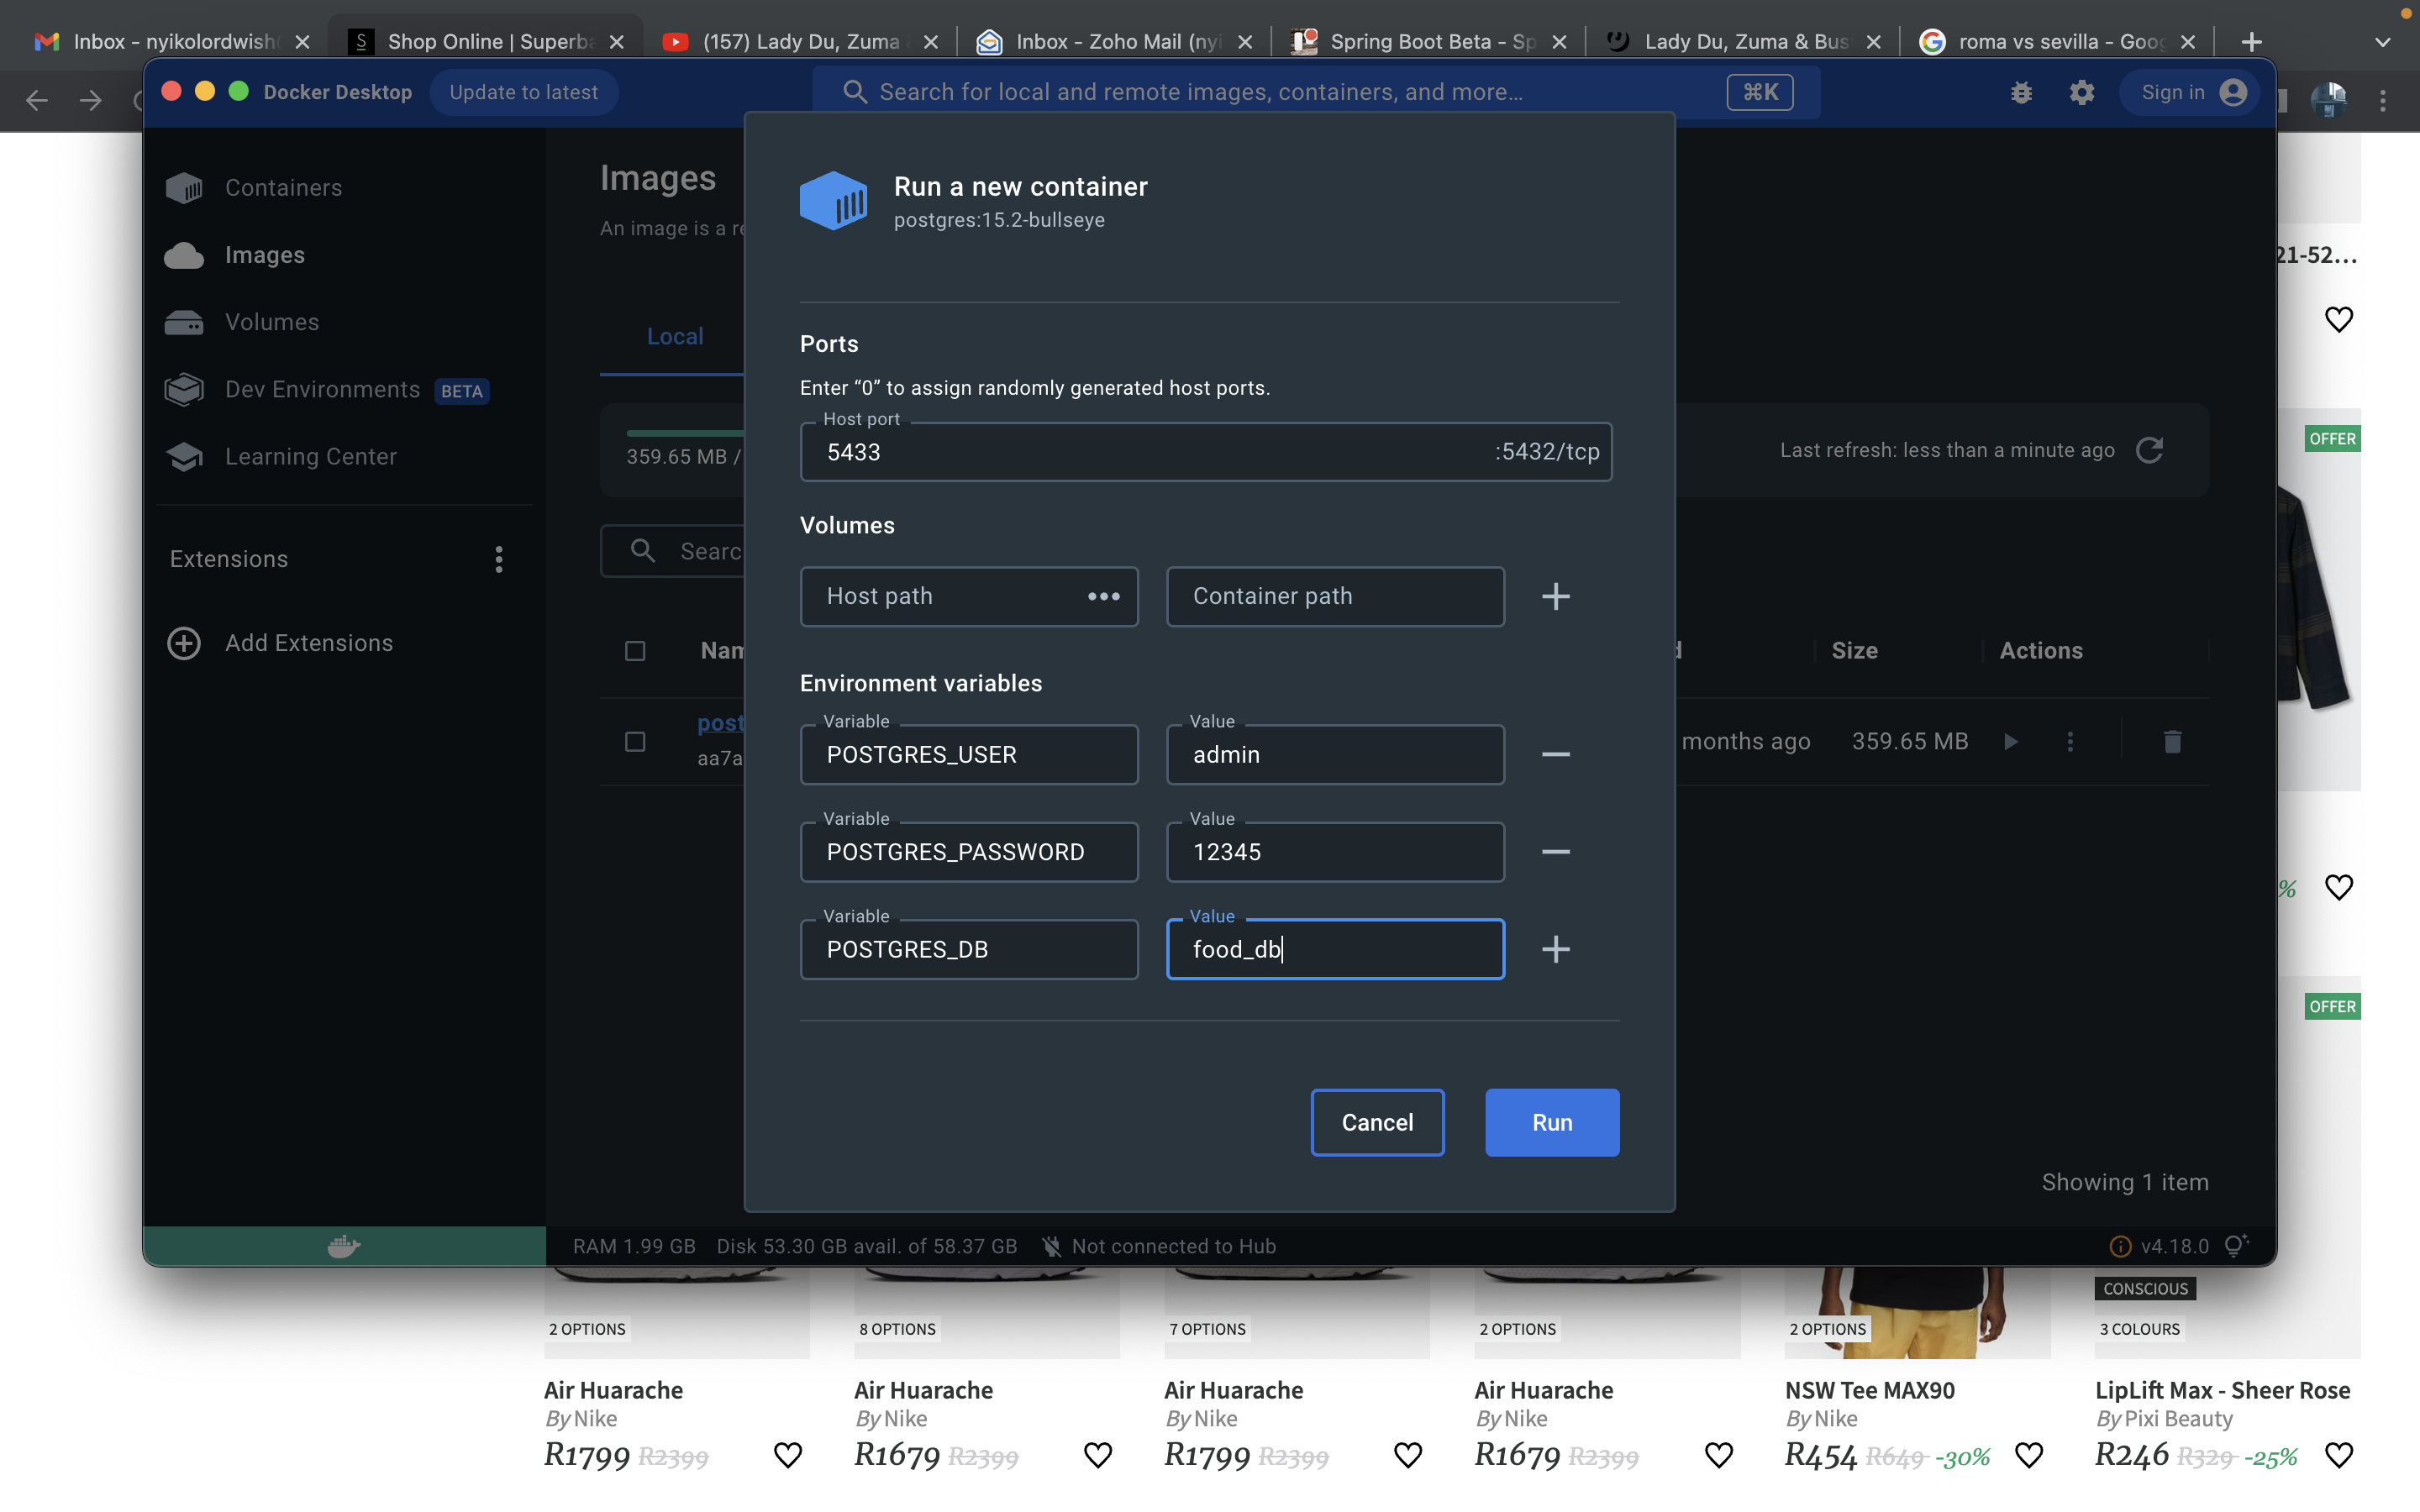 Inbox - nyikolordwish
Shop Online | Superba
(157) Lady Du, Zuma
Inbox - Zoho Mail (nyi
Spring Boot Beta - Sp
Lady Du, Zuma & Bus
roma vs sevilla - Goog
Docker Desktop
Update to latest
Search for local and remote images, containers, and more...
⌘K
Sign in
Containers
Images
Volumes
Dev Environments BETA
Learning Center
Extensions
Add Extensions
Images
An image is a re
Local
359.65 MB /
Last refresh: less than a minute ago
Searc
Nam
Size
Actions
post
aa7a
months ago
359.65 MB
Showing 1 item
Run a new container
postgres:15.2-bullseye
Ports
Enter “0” to assign randomly generated host ports.
Host port
5433
:5432/tcp
Volumes
Host path
Container path
Environment variables
Variable
Value
POSTGRES_USER
admin
Variable
Value
POSTGRES_PASSWORD
12345
Variable
Value
POSTGRES_DB
food_db
Cancel
Run
RAM 1.99 GB Disk 53.30 GB avail. of 58.37 GB Not connected to Hub
v4.18.0
21-52...
OFFER
%
OFFER
CONSCIOUS
2 OPTIONS
8 OPTIONS
7 OPTIONS
2 OPTIONS
2 OPTIONS
3 COLOURS
Air Huarache
By Nike
R1799 R2399
Air Huarache
By Nike
R1679 R2399
Air Huarache
By Nike
R1799 R2399
Air Huarache
By Nike
R1679 R2399
NSW Tee MAX90
By Nike
R454 R649 -30%
LipLift Max - Sheer Rose
By Pixi Beauty
R246 R329 -25%